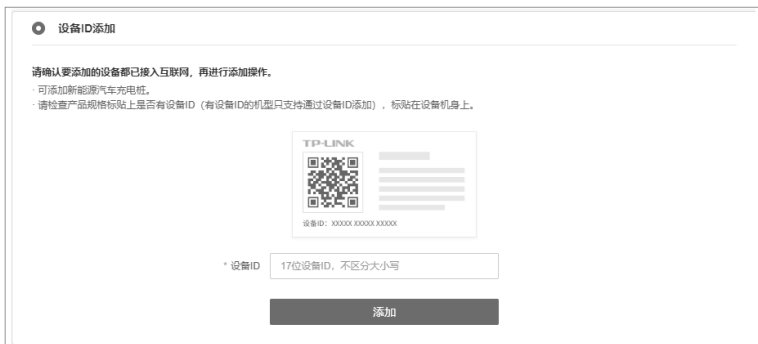 设备ID添加
请确认要添加的设备都已接入互联网，再进行添加操作。
· 可添加新能源汽车充电桩。
· 请检查产品规格标贴上是否有设备ID（有设备ID的机型只支持通过设备ID添加），标贴在设备机身上。
TP-LINK
设备ID：XXXXX XXXXX XXXXX
* 设备ID 17位设备ID，不区分大小写
添加